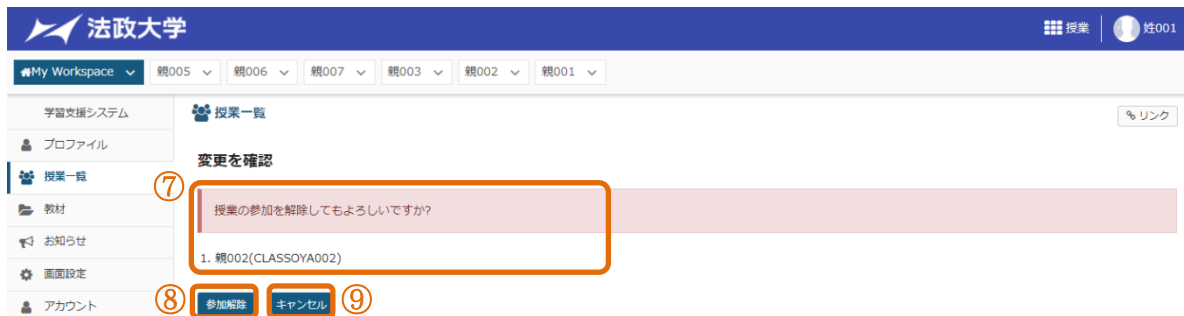 法政大学
授業
姓001
My Workspace
親005
親006
親007
親003
親002
親001
学習支援システム
授業一覧
リンク
プロファイル
変更を確認
授業一覧
⑦
教材
授業の参加を解除してもよろしいですか?
お知らせ
1. 親002(CLASSOYA002)
画面設定
アカウント
⑧
参加解除
キャンセル
⑨